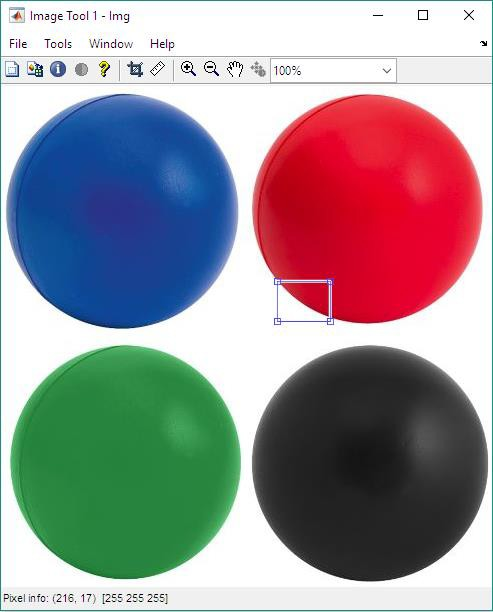 Image Tool 1 - Img
File Tools Window Help
100%
Pixel info: (216, 17) [255 255 255]